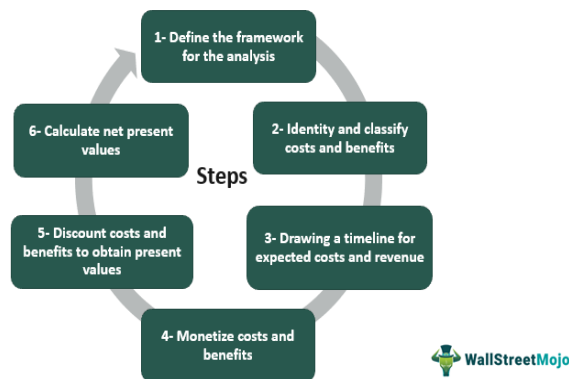 1- Define the framework
for the analysis
2- Identity and classify
costs and benefits
3- Drawing a timeline for
expected costs and revenue
4- Monetize costs and
benefits
5- Discount costs and
benefits to obtain present
values
6- Calculate net present
values
Steps
WallStreetMojo